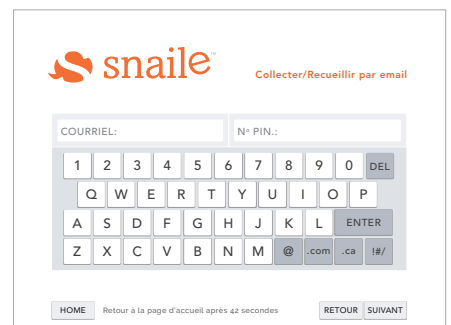 snaile™
Collecter/Recueillir par email
COURRIEL: Nº PIN.:
1 2 3 4 5 6 7 8 9 0 DEL
Q W E R T Y U I O P
A S D F G H J K L ENTER
Z X C V B N M @ .com .ca !#/
HOME Retour à la page d'accueil après 42 secondes RETOUR SUIVANT